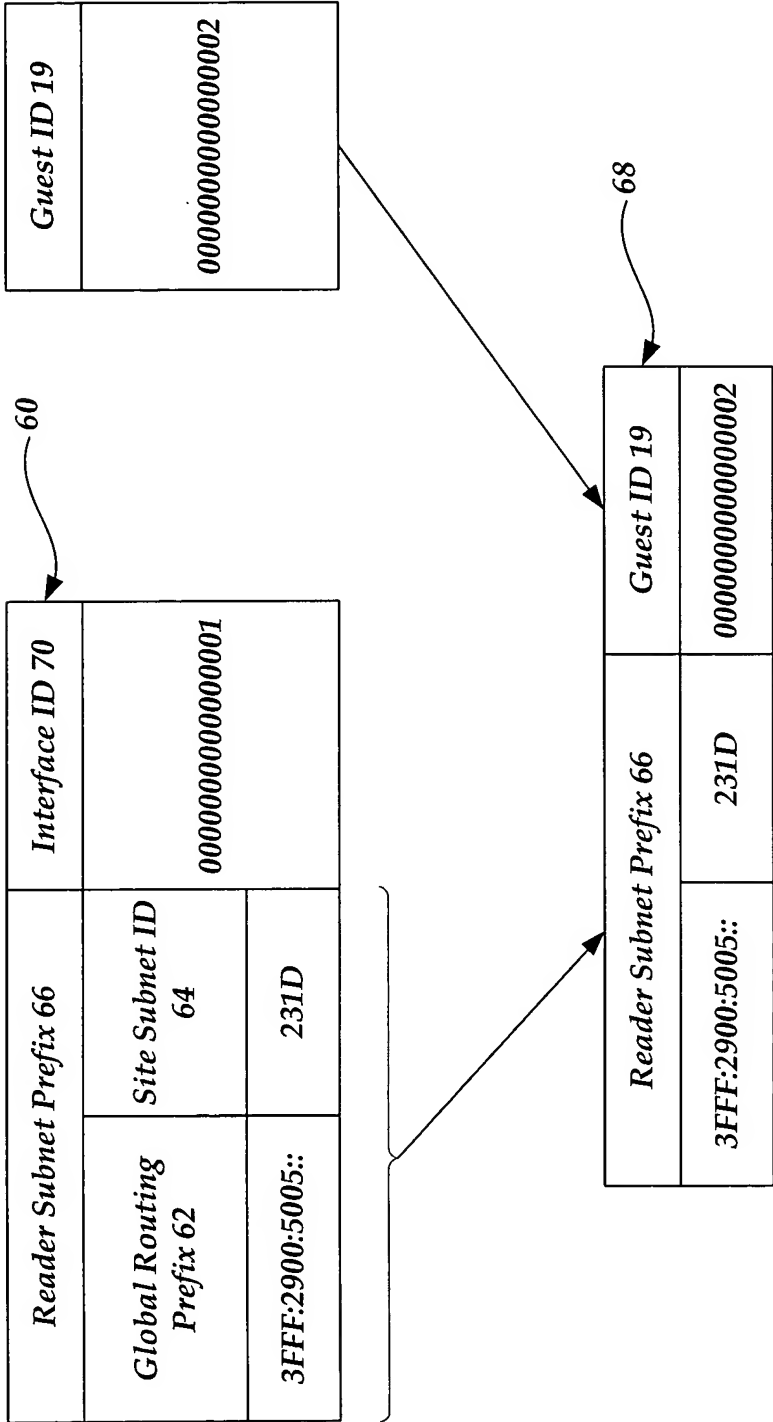 Reader Subnet Prefix 66
Interface ID 70
60
Global Routing
Prefix 62
Site Subnet ID
64
0000000000000001
3FFF:2900:5005::
231D
Guest ID 19
0000000000000002
Reader Subnet Prefix 66
Guest ID 19
68
3FFF:2900:5005::
231D
0000000000000002